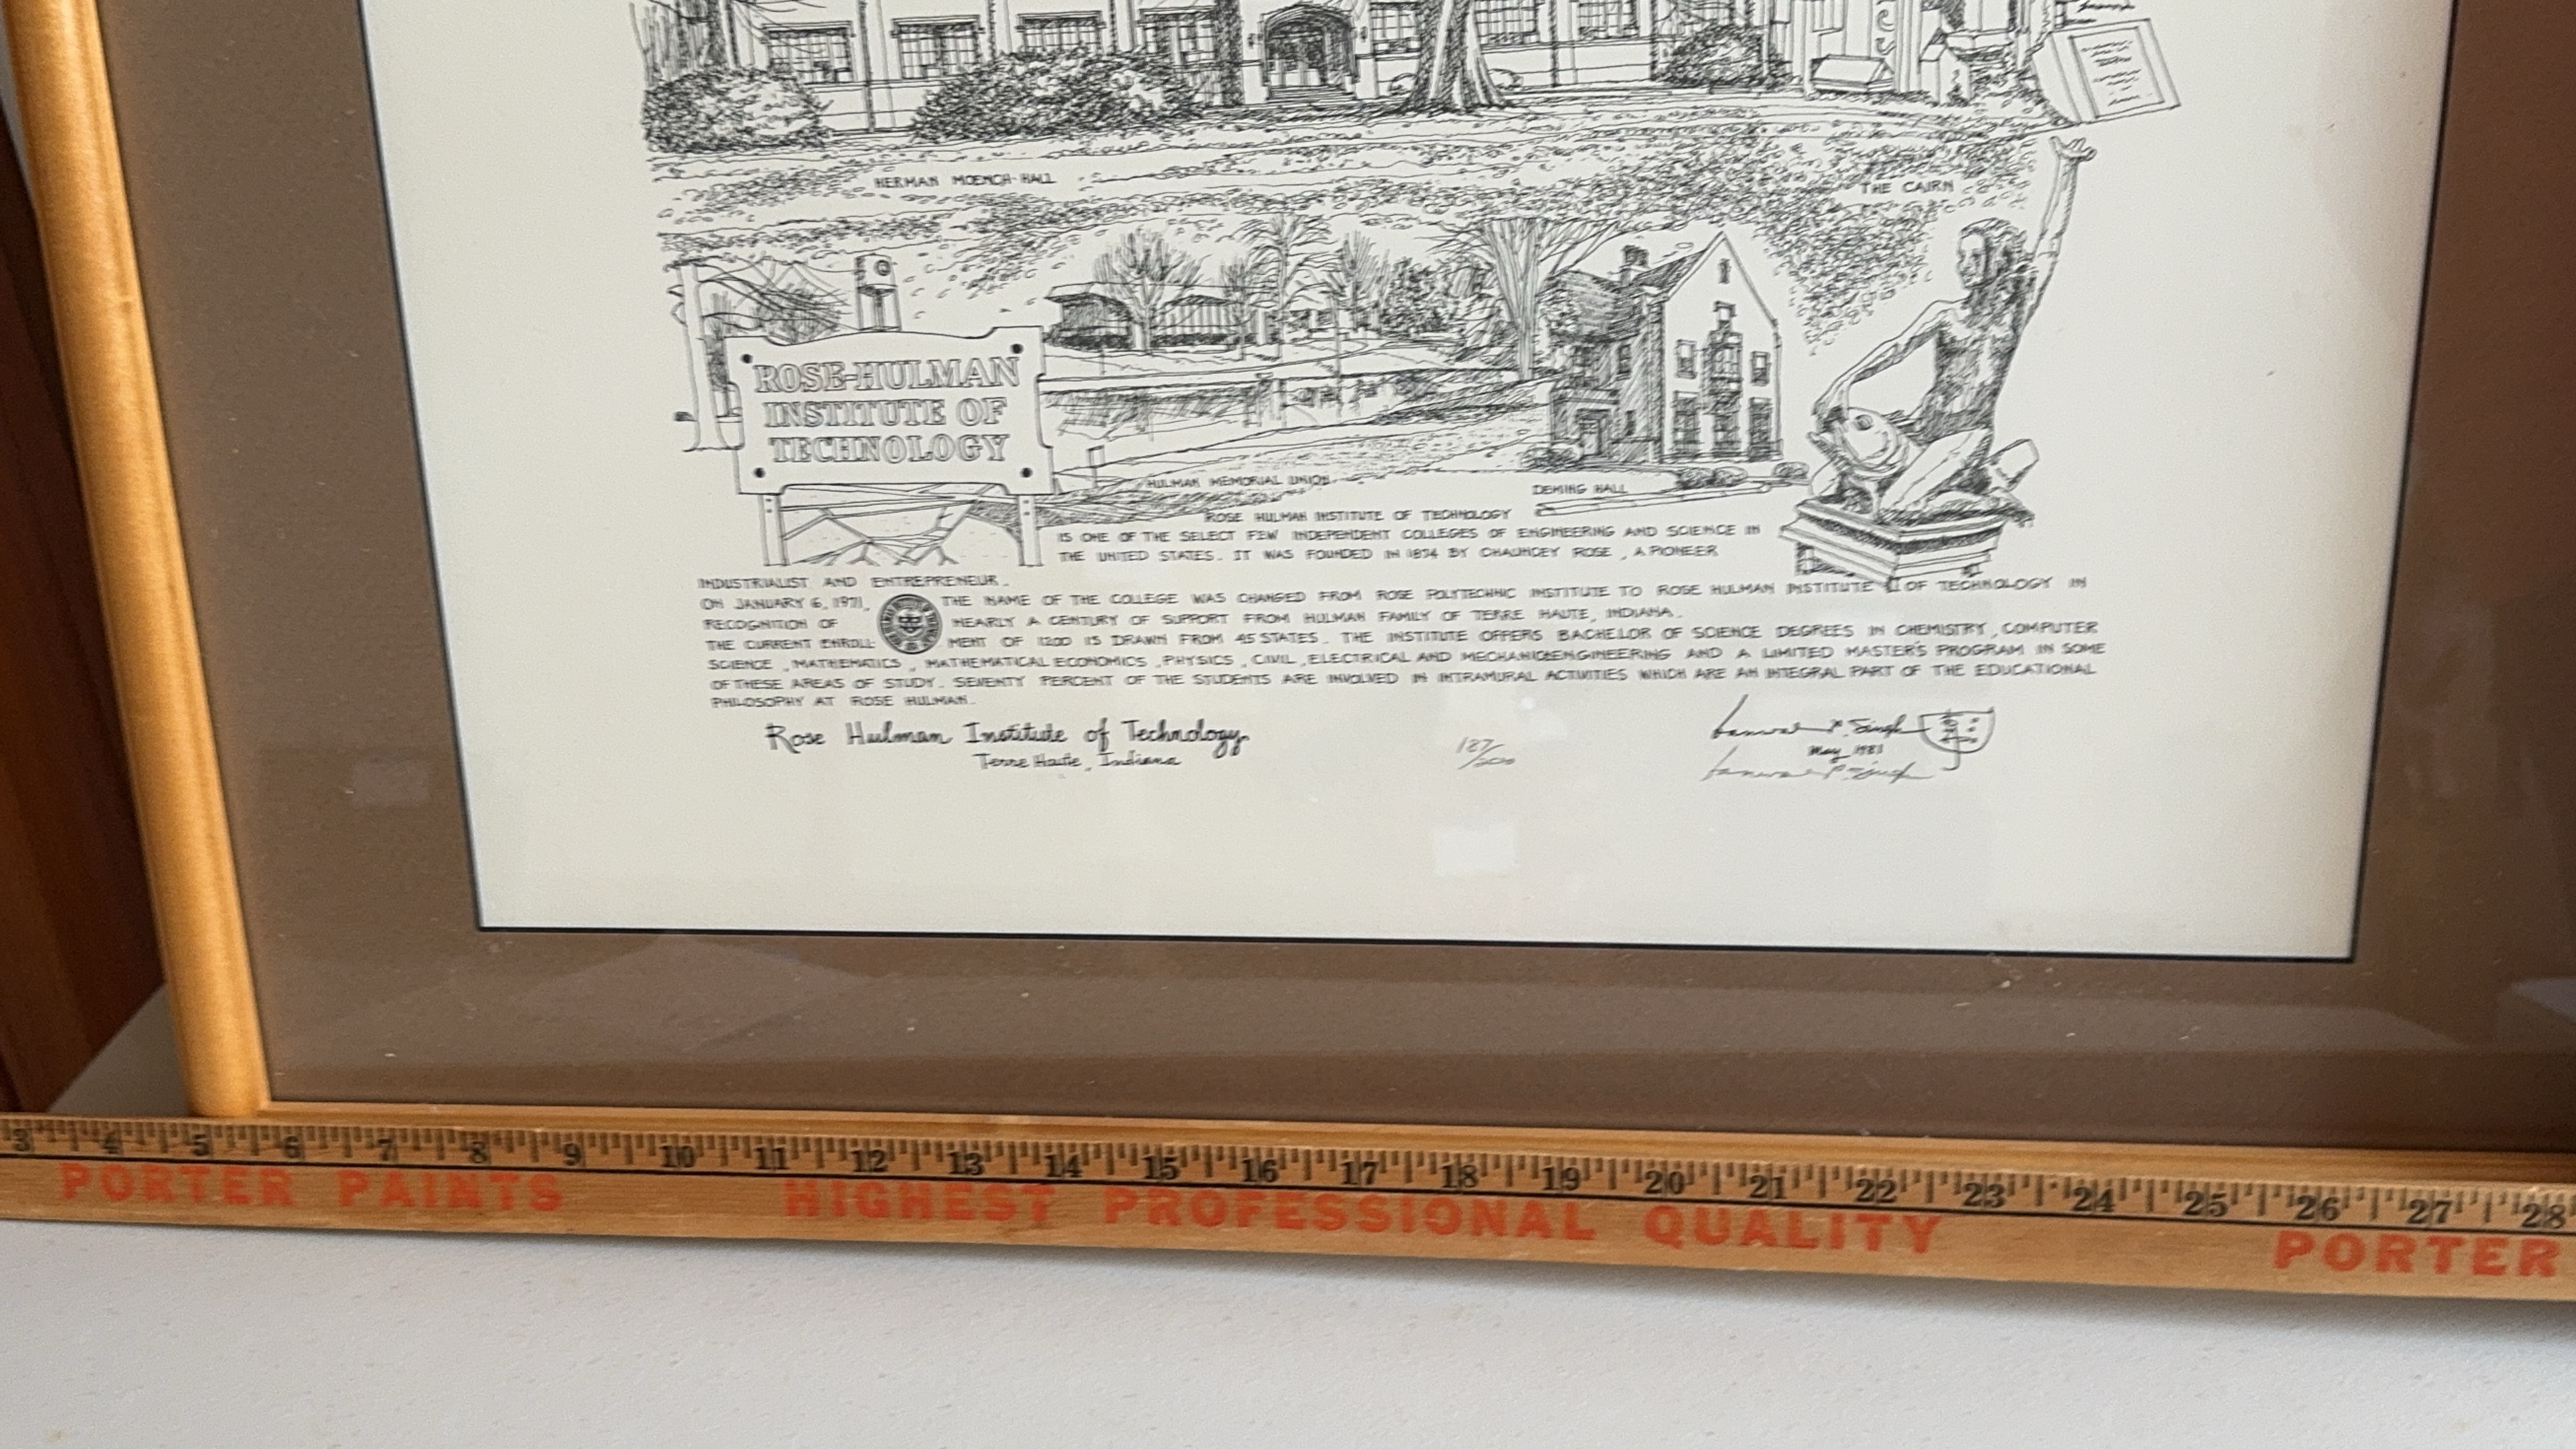 HERMAN MOENCH HALL
THE CAIRN
ROSE-HULMAN
INSTITUTE OF
TECHNOLOGY
HULMAN MEMORIAL UNION
DEMING HALL
ROSE HULMAN INSTITUTE OF TECHNOLOGY
IS ONE OF THE SELECT FEW INDEPENDENT COLLEGES OF ENGINEERING AND SCIENCE IN
THE UNITED STATES. IT WAS FOUNDED IN 1874 BY CHAUNCEY ROSE, A PIONEER
INDUSTRIALIST AND ENTREPRENEUR.
ON JANUARY 6, 1971, THE NAME OF THE COLLEGE WAS CHANGED FROM ROSE POLYTECHNIC INSTITUTE TO ROSE HULMAN INSTITUTE OF TECHNOLOGY IN
RECOGNITION OF NEARLY A CENTURY OF SUPPORT FROM HULMAN FAMILY OF TERRE HAUTE, INDIANA.
THE CURRENT ENROLL- MENT OF 1200 IS DRAWN FROM 45 STATES. THE INSTITUTE OFFERS BACHELOR OF SCIENCE DEGREES IN CHEMISTRY, COMPUTER
SCIENCE, MATHEMATICS, MATHEMATICAL ECONOMICS, PHYSICS, CIVIL, ELECTRICAL AND MECHANICAL ENGINEERING AND A LIMITED MASTER'S PROGRAM IN SOME
OF THESE AREAS OF STUDY. SEVENTY PERCENT OF THE STUDENTS ARE INVOLVED IN INTRAMURAL ACTIVITIES WHICH ARE AN INTEGRAL PART OF THE EDUCATIONAL
PHILOSOPHY AT ROSE HULMAN.
Rose Hulman Institute of Technology
Terre Haute, Indiana
187/200
P. Singh
May 1981
P Singh
3 4 5 6 7 8 9 10 11 12 13 14 15 16 17 18 19 20 21 22 23 24 25 26 27 28
PORTER PAINTS HIGHEST PROFESSIONAL QUALITY PORTER